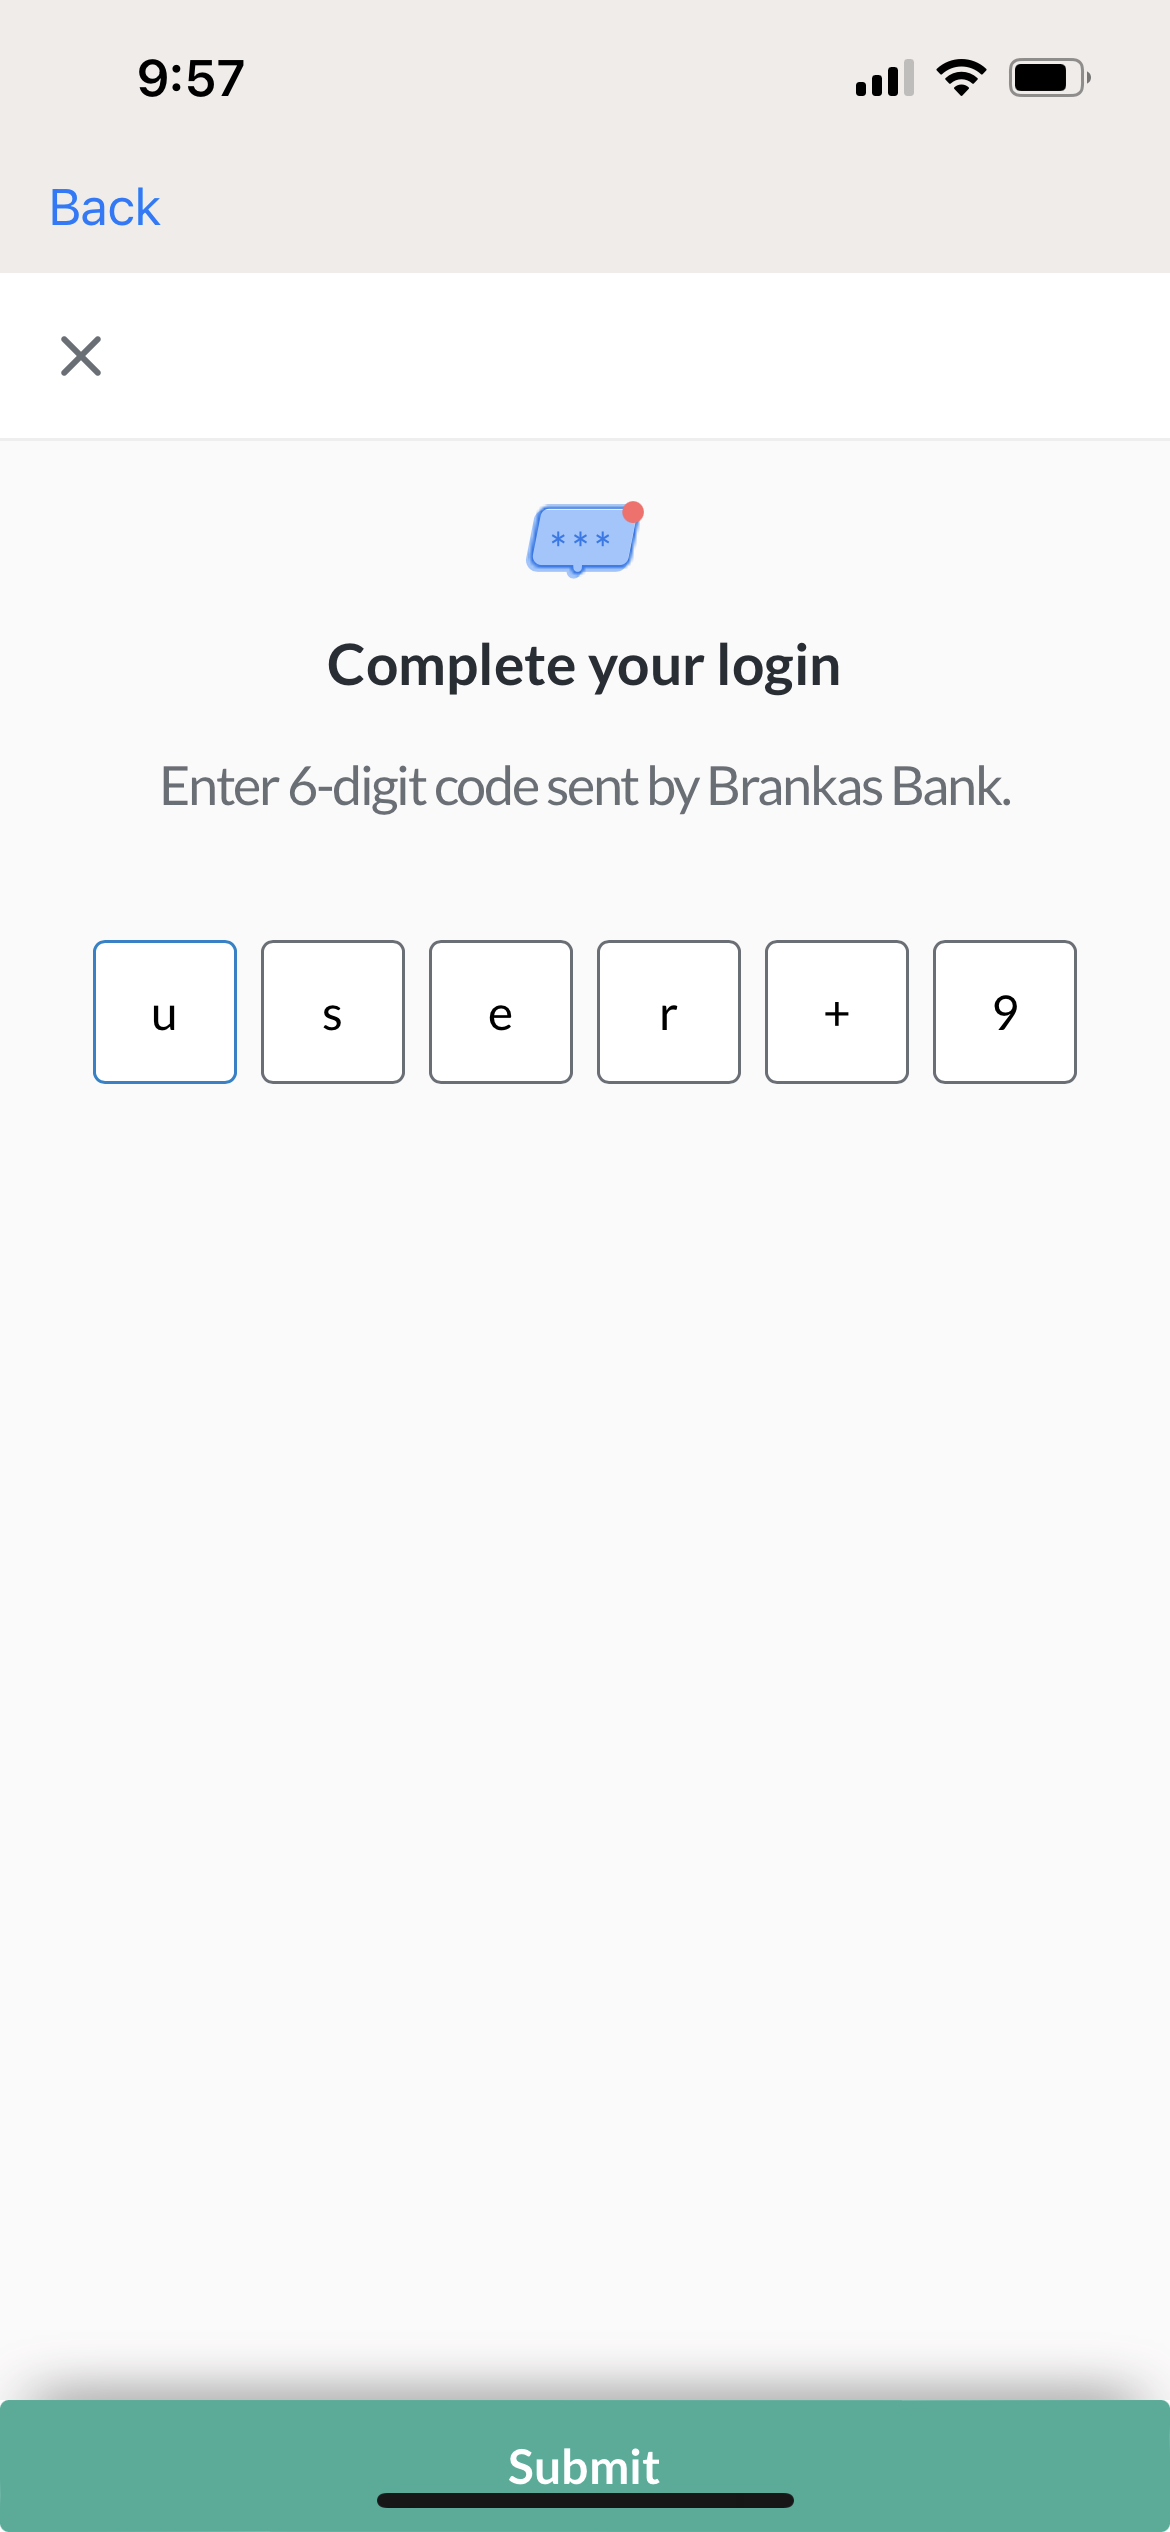 9:57
Back
***
Complete your login
Enter 6-digit code sent by Brankas Bank.
u s e r + 9
Submit